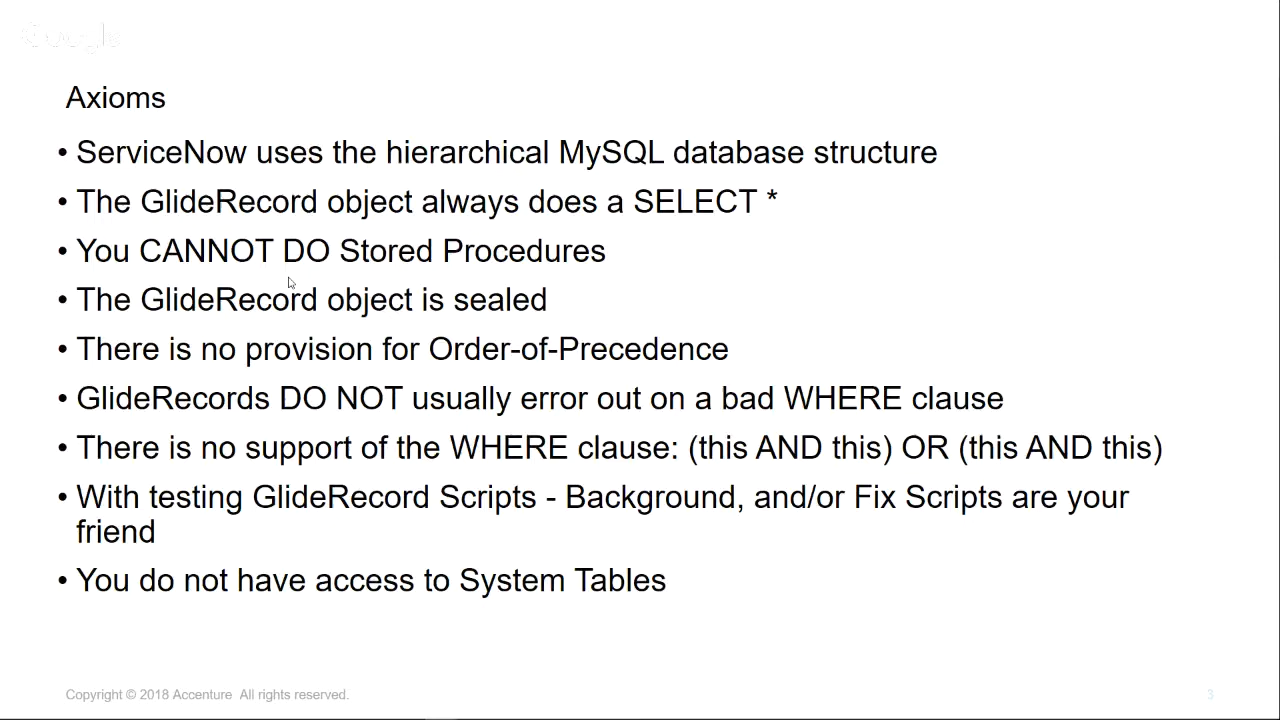 Google
Axioms
• ServiceNow uses the hierarchical MySQL database structure
• The GlideRecord object always does a SELECT *
• You CANNOT DO Stored Procedures
• The GlideRecord object is sealed
• There is no provision for Order-of-Precedence
• GlideRecords DO NOT usually error out on a bad WHERE clause
• There is no support of the WHERE clause: (this AND this) OR (this AND this)
• With testing GlideRecord Scripts - Background, and/or Fix Scripts are your
friend
• You do not have access to System Tables
Copyright © 2018 Accenture All rights reserved.
3